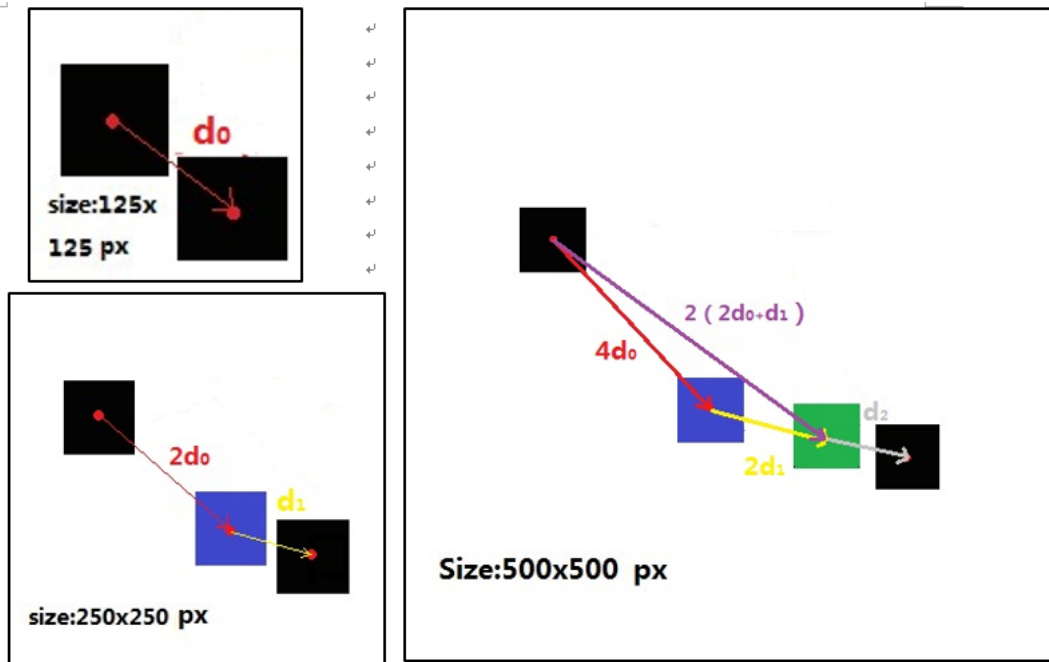 d₀
size:125x
125 px
2d₀
d₁
size:250x250 px
2（2d₀+d₁）
4d₀
d₂
2d₁
Size:500x500 px